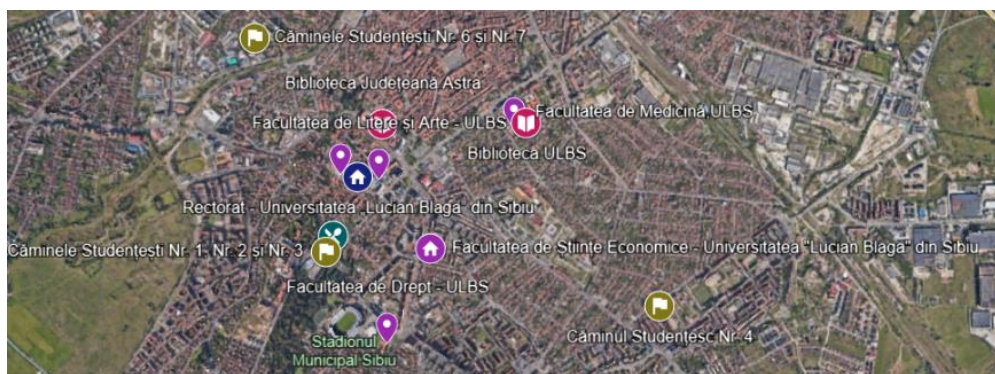 Căminele Studențești Nr. 6 și Nr. 7
Biblioteca Județeană Astra
Facultatea de Litere și Arte - ULBS
Facultatea de Medicină ULBS
Biblioteca ULBS
Rectorat - Universitatea „Lucian Blaga” din Sibiu
Căminele Studențești Nr. 1, Nr. 2 și Nr. 3
Facultatea de Științe Economice - Universitatea "Lucian Blaga" din Sibiu
Facultatea de Drept - ULBS
Căminul Studențesc Nr. 4
Stadionul
Municipal Sibiu